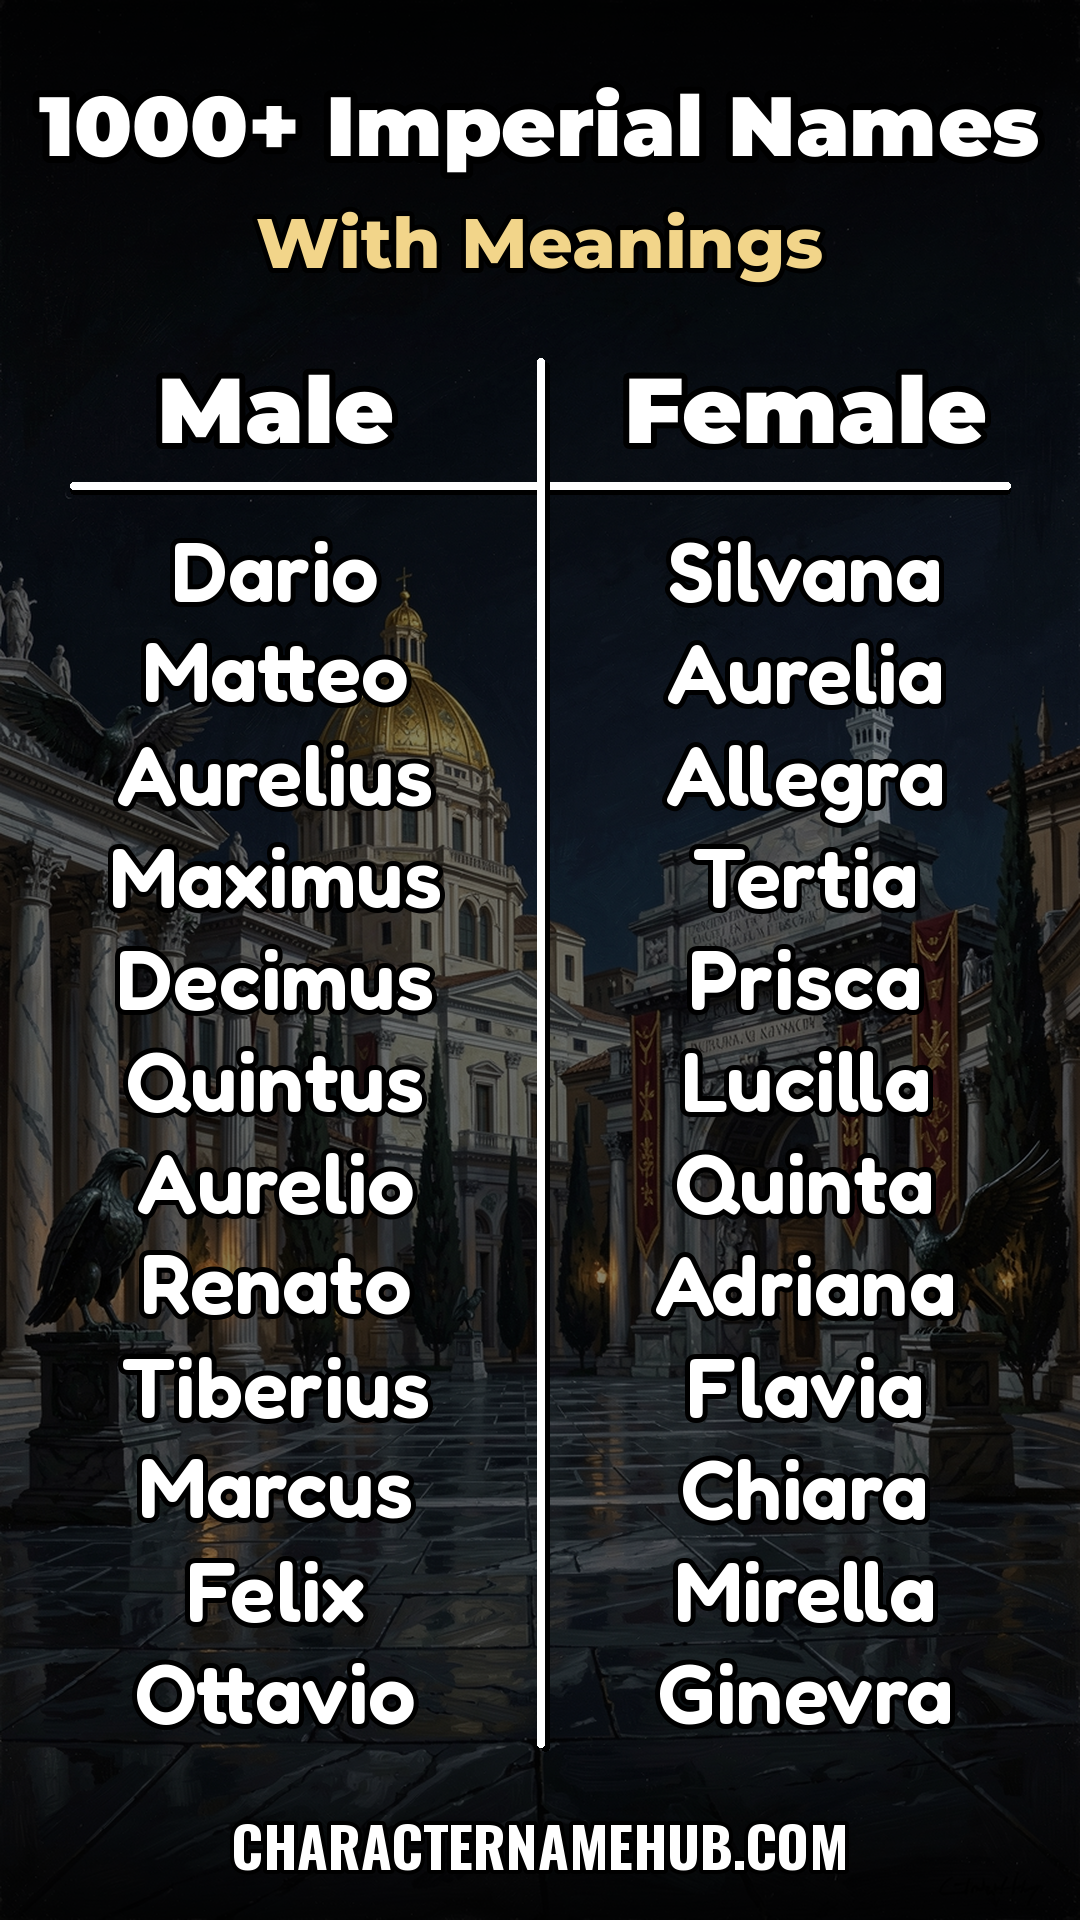 1000+ Imperial Names
With Meanings
Male
Female
Dario
Silvana
Matteo
Aurelia
Aurelius
Allegra
Maximus
Tertia
Decimus
Prisca
Quintus
Lucilla
Aurelio
Quinta
Renato
Adriana
Tiberius
Flavia
Marcus
Chiara
Felix
Mirella
Ottavio
Ginevra
CHARACTERNAMEHUB.COM